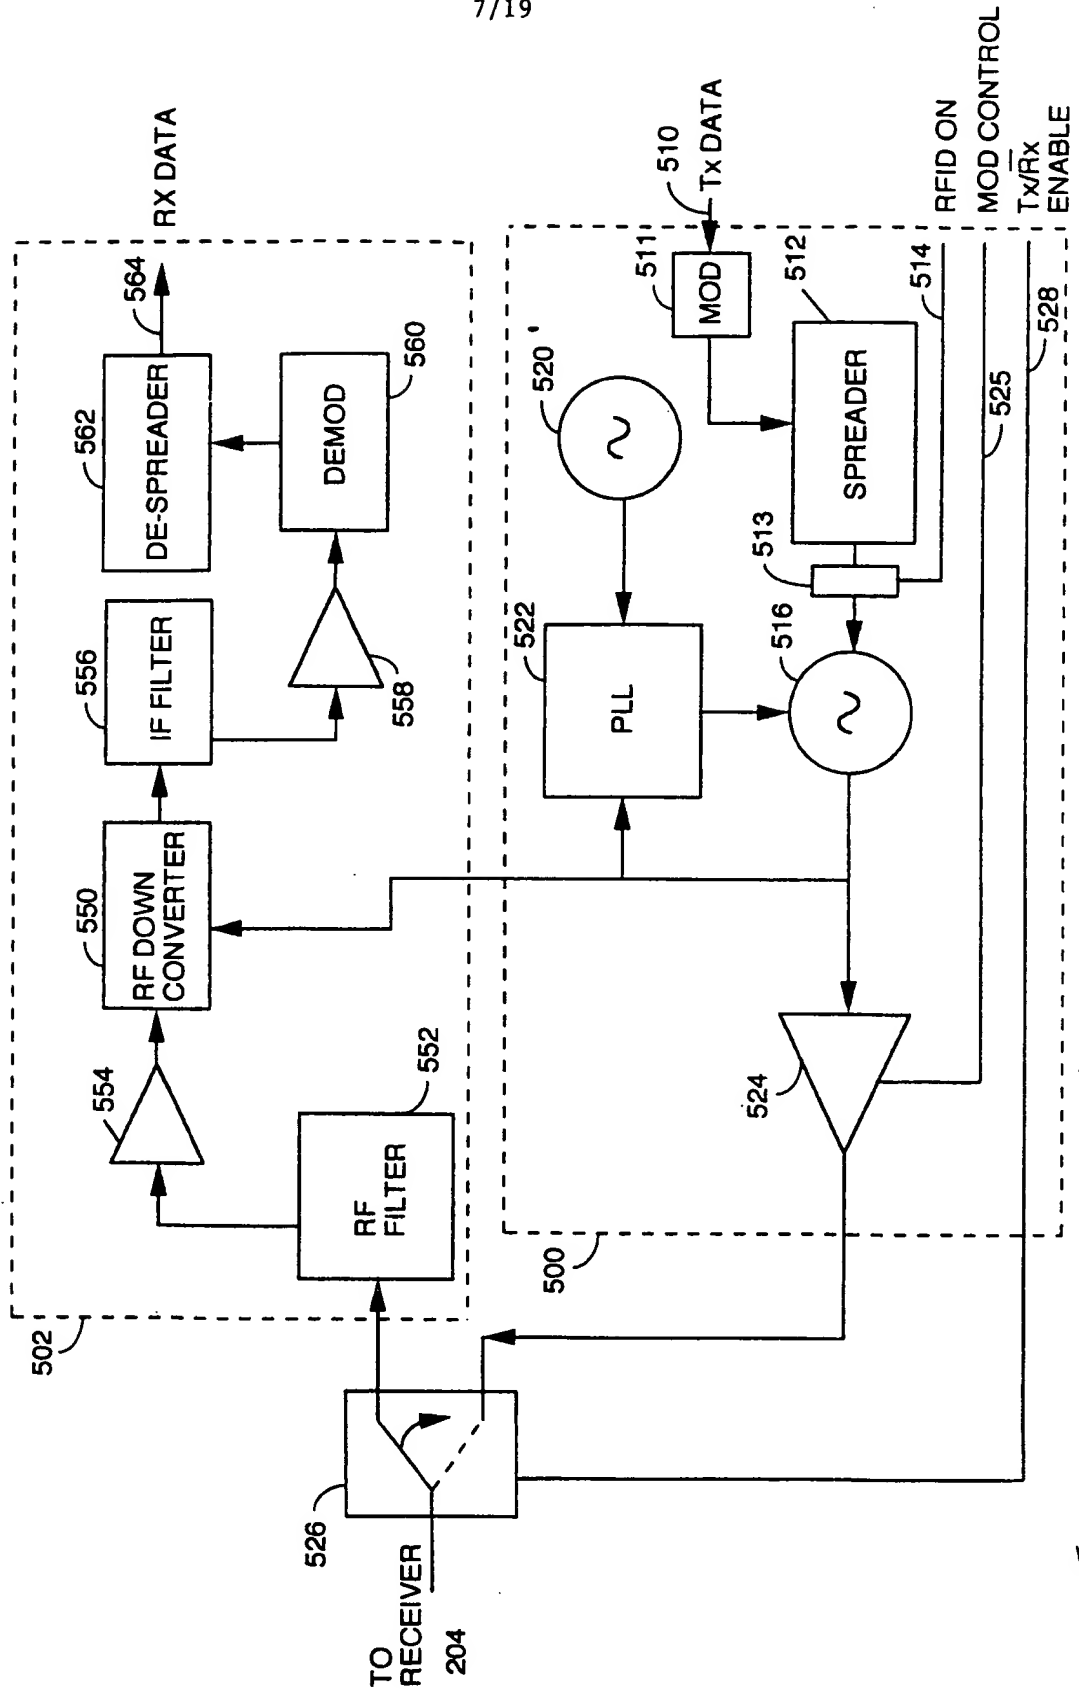 7/19
502
562
DE-SPREADER
564
RX DATA
556
IF FILTER
560
DEMOD
558
550
RF DOWN
CONVERTER
554
552
RF
FILTER
526
TO
RECEIVER
204
500
510
Tx DATA
511
MOD
512
SPREADER
513
514
RFID ON
520'
522
PLL
516
524
525
MOD CONTROL
528
Tx/Rx
ENABLE